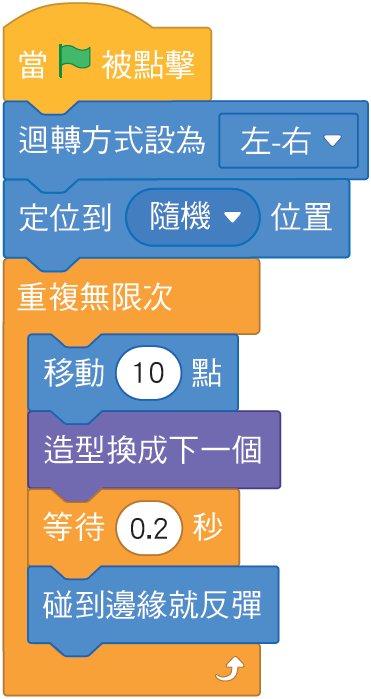 當 被點擊
迴轉方式設為 左-右
定位到 隨機 位置
重複無限次
移動 10 點
造型換成下一個
等待 0.2 秒
碰到邊緣就反彈